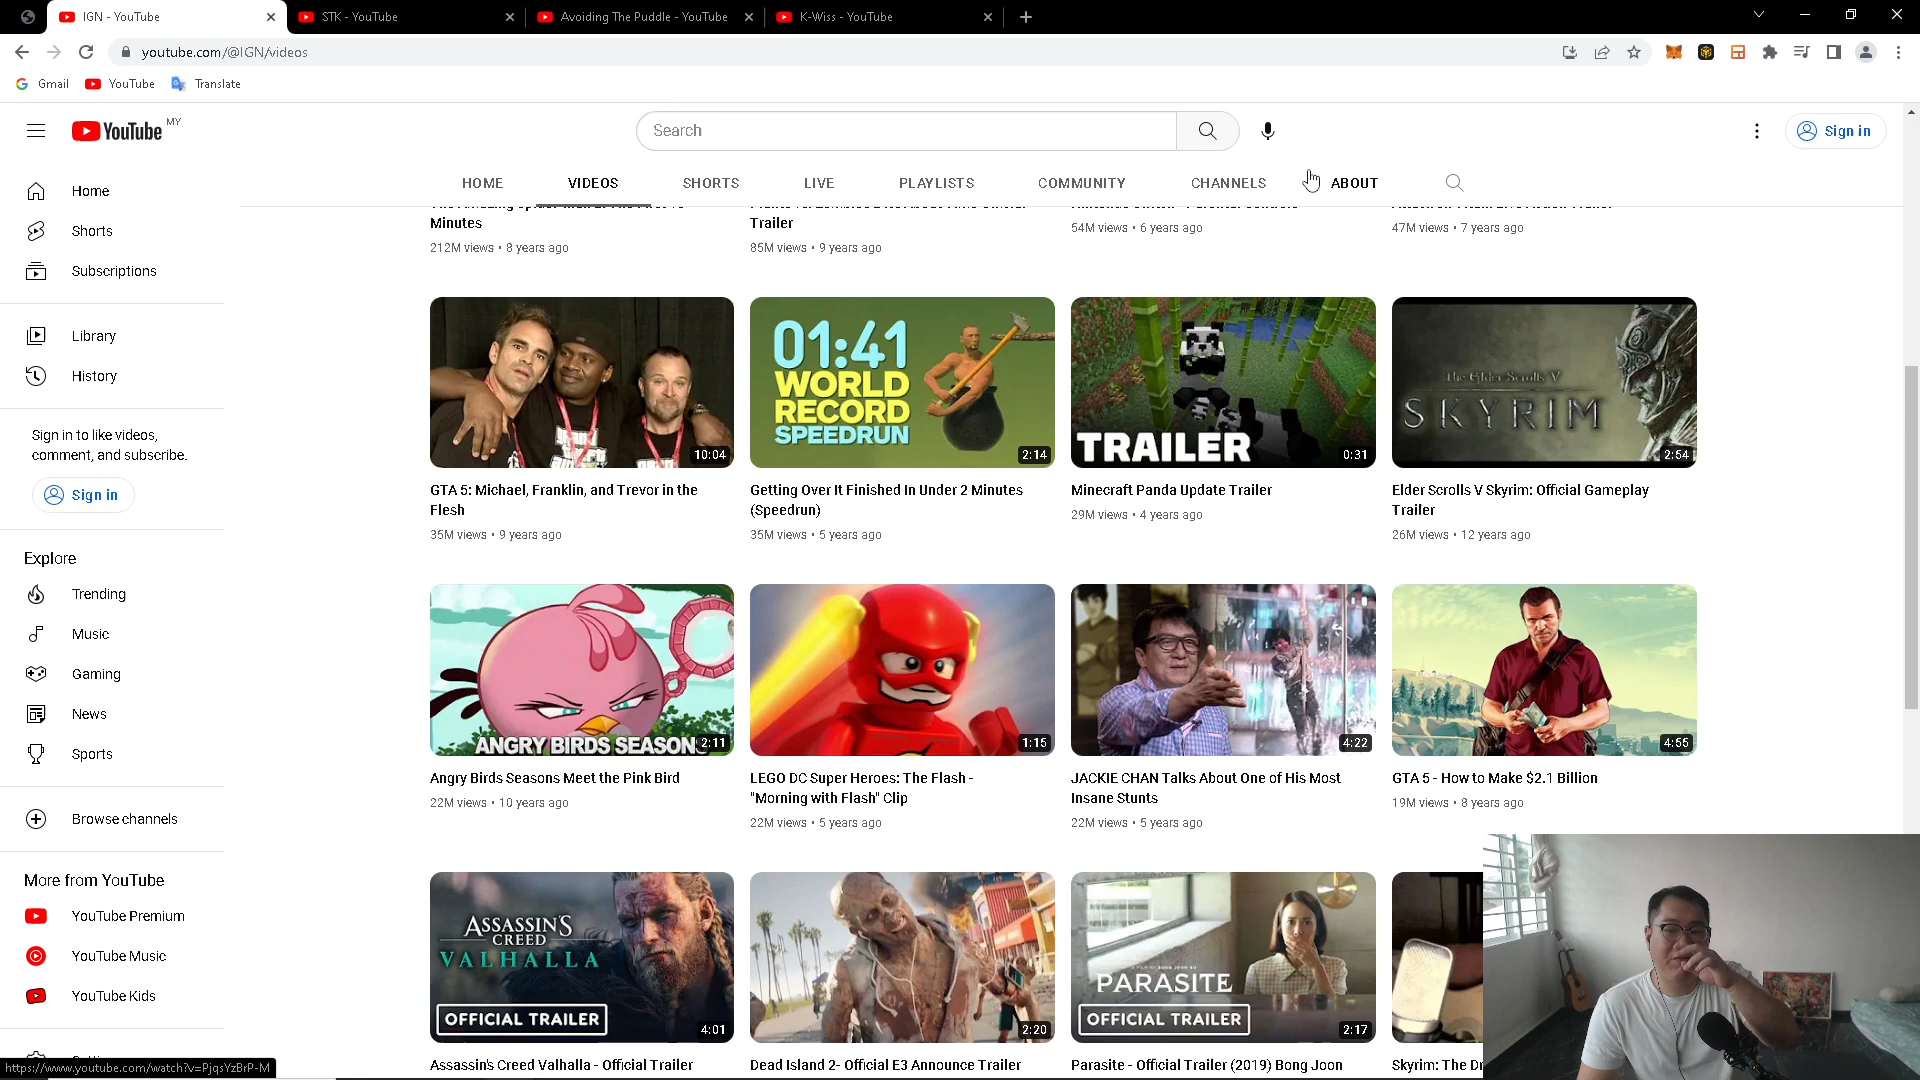 IGN - YouTube
STK - YouTube
Avoiding The Puddle - YouTube
K-Wiss - YouTube
youtube.com/@IGN/videos
Gmail
YouTube
Translate
YouTube MY
Search
Sign in
HOME
VIDEOS
SHORTS
LIVE
PLAYLISTS
COMMUNITY
CHANNELS
ABOUT
Home
Shorts
Subscriptions
Library
History
Sign in to like videos,
comment, and subscribe.
Sign in
Explore
Trending
Music
Gaming
News
Sports
Browse channels
More from YouTube
YouTube Premium
YouTube Music
YouTube Kids
https://www.youtube.com/watch?v=PjqsYzBrP-M
Minutes
212M views • 8 years ago
Trailer
85M views • 9 years ago
54M views • 6 years ago
47M views • 7 years ago
10:04
GTA 5: Michael, Franklin, and Trevor in the
Flesh
35M views • 9 years ago
01:41
WORLD
RECORD
SPEEDRUN
2:14
Getting Over It Finished In Under 2 Minutes
(Speedrun)
35M views • 5 years ago
TRAILER
0:31
Minecraft Panda Update Trailer
29M views • 4 years ago
The Elder Scrolls V
SKYRIM
2:54
Elder Scrolls V Skyrim: Official Gameplay
Trailer
26M views • 12 years ago
ANGRY BIRDS SEASONS
2:11
Angry Birds Seasons Meet the Pink Bird
22M views • 10 years ago
1:15
LEGO DC Super Heroes: The Flash -
"Morning with Flash" Clip
22M views • 5 years ago
4:22
JACKIE CHAN Talks About One of His Most
Insane Stunts
22M views • 5 years ago
4:55
GTA 5 - How to Make $2.1 Billion
19M views • 8 years ago
ASSASSIN'S
CREED
VALHALLA
OFFICIAL TRAILER
4:01
Assassin's Creed Valhalla - Official Trailer
2:20
Dead Island 2- Official E3 Announce Trailer
A FILM BY BONG JOON HO
PARASITE
OFFICIAL TRAILER
2:17
Parasite - Official Trailer (2019) Bong Joon
Skyrim: The